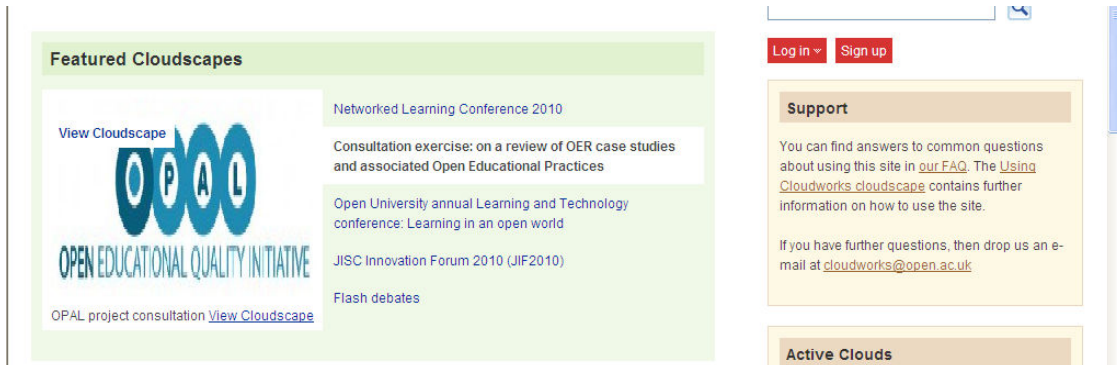 Featured Cloudscapes
View Cloudscape
OPAL
OPEN EDUCATIONAL QUALITY INITIATIVE
OPAL project consultation View Cloudscape
Networked Learning Conference 2010
Consultation exercise: on a review of OER case studies
and associated Open Educational Practices
Open University annual Learning and Technology
conference: Learning in an open world
JISC Innovation Forum 2010 (JIF2010)
Flash debates
Log in
Sign up
Support
You can find answers to common questions
about using this site in our FAQ. The Using
Cloudworks cloudscape contains further
information on how to use the site.
If you have further questions, then drop us an e-
mail at cloudworks@open.ac.uk
Active Clouds